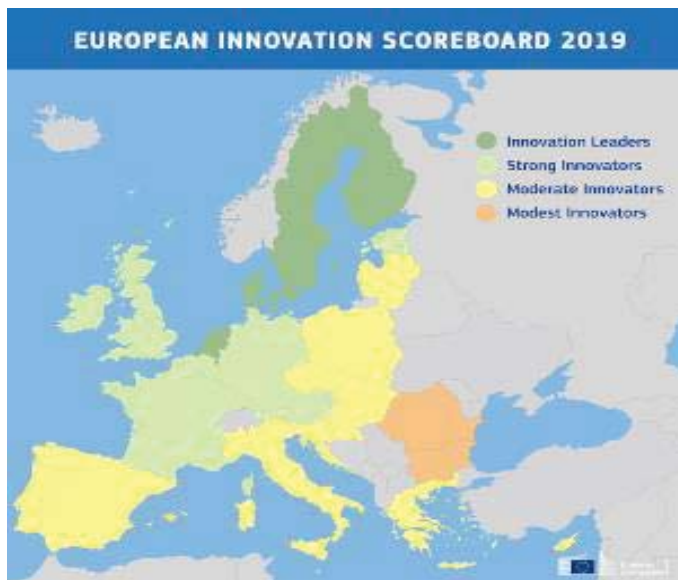 EUROPEAN INNOVATION SCOREBOARD 2019
Innovation Leaders
Strong Innovators
Moderate Innovators
Modest Innovators